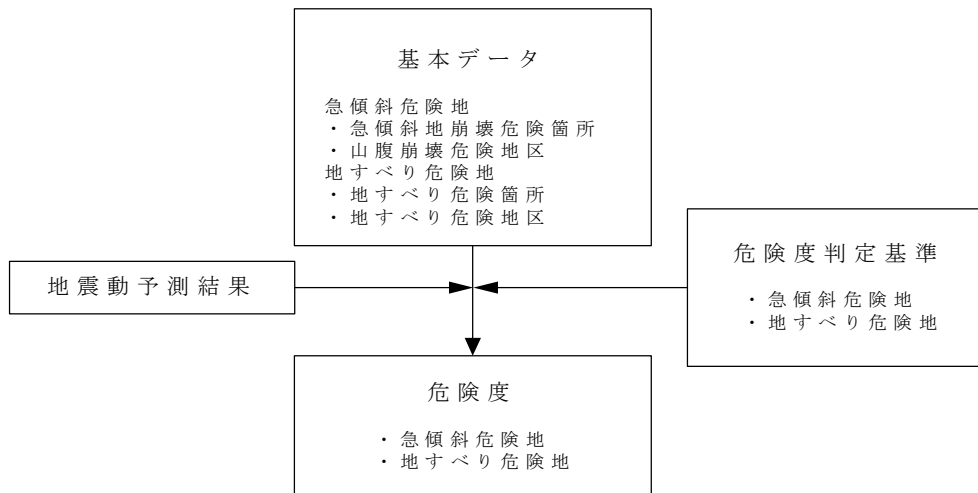 基本データ
急傾斜危険地
・急傾斜地崩壊危険箇所
・山腹崩壊危険地区
地すべり危険地
・地すべり危険箇所
・地すべり危険地区
地震動予測結果
危険度判定基準
・急傾斜危険地
・地すべり危険地
危険度
・急傾斜危険地
・地すべり危険地